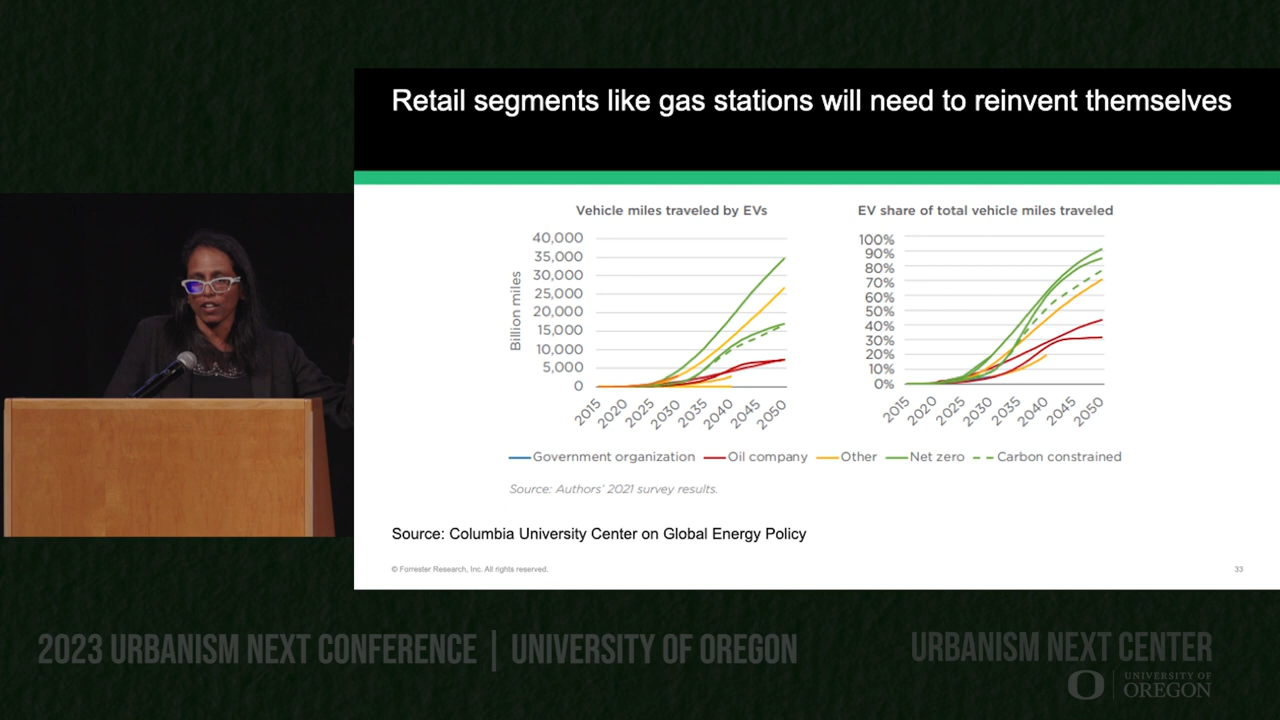 Retail segments like gas stations will need to reinvent themselves
Vehicle miles traveled by EVs
Billion miles
40,000
35,000
30,000
25,000
20,000
15,000
10,000
5,000
0
2015
2020
2025
2030
2035
2040
2045
2050
EV share of total vehicle miles traveled
100%
90%
80%
70%
60%
50%
40%
30%
20%
10%
0%
2015
2020
2025
2030
2035
2040
2045
2050
Government organization Oil company Other Net zero Carbon constrained
Source: Authors' 2021 survey results.
Source: Columbia University Center on Global Energy Policy
© Forrester Research, Inc. All rights reserved.
33
2023 URBANISM NEXT CONFERENCE | UNIVERSITY OF OREGON
URBANISM NEXT CENTER
O
UNIVERSITY OF
OREGON